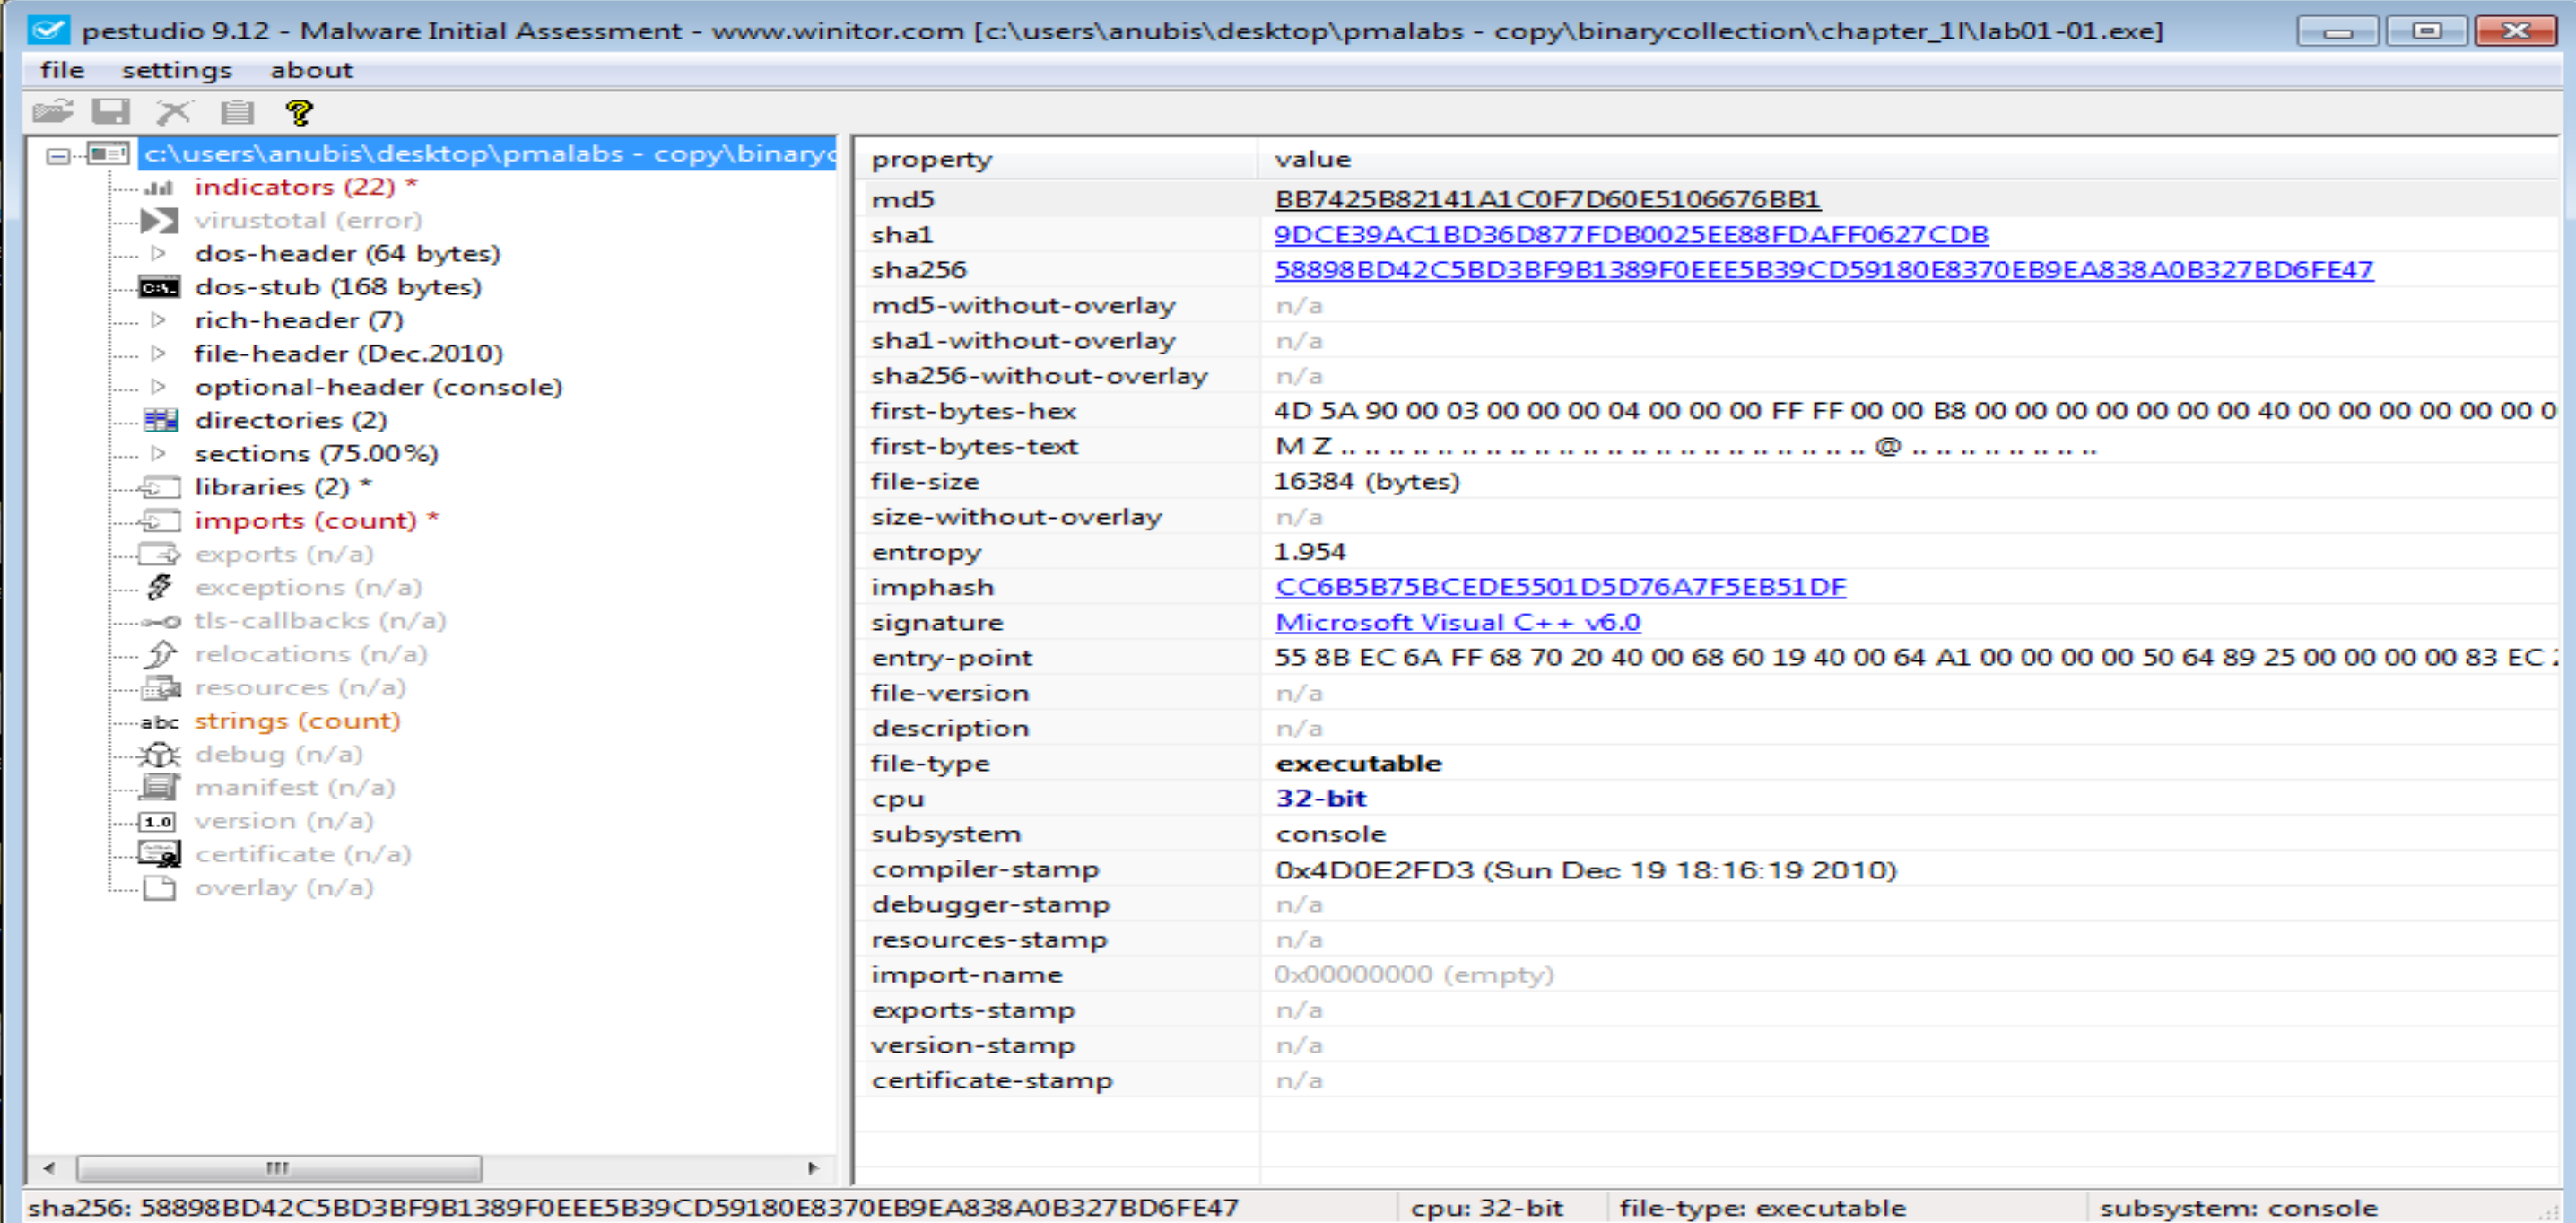 pestudio 9.12 - Malware Initial Assessment - www.winitor.com [c:\users\anubis\desktop\pmalabs - copy\binarycollection\chapter_1l\lab01-01.exe]
file settings about
c:\users\anubis\desktop\pmalabs - copy\binaryc
indicators (22) *
virustotal (error)
dos-header (64 bytes)
dos-stub (168 bytes)
rich-header (7)
file-header (Dec.2010)
optional-header (console)
directories (2)
sections (75.00%)
libraries (2) *
imports (count) *
exports (n/a)
exceptions (n/a)
tls-callbacks (n/a)
relocations (n/a)
resources (n/a)
abc strings (count)
debug (n/a)
manifest (n/a)
1.0 version (n/a)
certificate (n/a)
overlay (n/a)
property value
md5 BB7425B82141A1C0F7D60E5106676BB1
sha1 9DCE39AC1BD36D877FDB0025EE88FDAFF0627CDB
sha256 58898BD42C5BD3BF9B1389F0EEE5B39CD59180E8370EB9EA838A0B327BD6FE47
md5-without-overlay n/a
sha1-without-overlay n/a
sha256-without-overlay n/a
first-bytes-hex 4D 5A 90 00 03 00 00 00 04 00 00 00 FF FF 00 00 B8 00 00 00 00 00 00 00 40 00 00 00 00 00 00 0
first-bytes-text M Z .. .. .. .. .. .. .. .. .. .. .. .. .. .. .. .. .. .. .. .. .. .. @ .. .. .. .. .. .. .. ..
file-size 16384 (bytes)
size-without-overlay n/a
entropy 1.954
imphash CC6B5B75BCEDE5501D5D76A7F5EB51DF
signature Microsoft Visual C++ v6.0
entry-point 55 8B EC 6A FF 68 70 20 40 00 68 60 19 40 00 64 A1 00 00 00 00 50 64 89 25 00 00 00 00 83 EC
file-version n/a
description n/a
file-type executable
cpu 32-bit
subsystem console
compiler-stamp 0x4D0E2FD3 (Sun Dec 19 18:16:19 2010)
debugger-stamp n/a
resources-stamp n/a
import-name 0x00000000 (empty)
exports-stamp n/a
version-stamp n/a
certificate-stamp n/a
sha256: 58898BD42C5BD3BF9B1389F0EEE5B39CD59180E8370EB9EA838A0B327BD6FE47 cpu: 32-bit file-type: executable subsystem: console